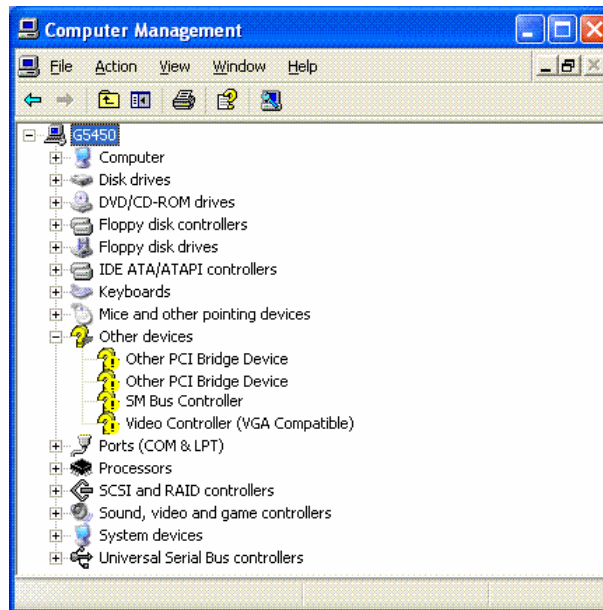 Computer Management
File Action View Window Help
G5450
Computer
Disk drives
DVD/CD-ROM drives
Floppy disk controllers
Floppy disk drives
IDE ATA/ATAPI controllers
Keyboards
Mice and other pointing devices
Other devices
Other PCI Bridge Device
Other PCI Bridge Device
SM Bus Controller
Video Controller (VGA Compatible)
Ports (COM & LPT)
Processors
SCSI and RAID controllers
Sound, video and game controllers
System devices
Universal Serial Bus controllers